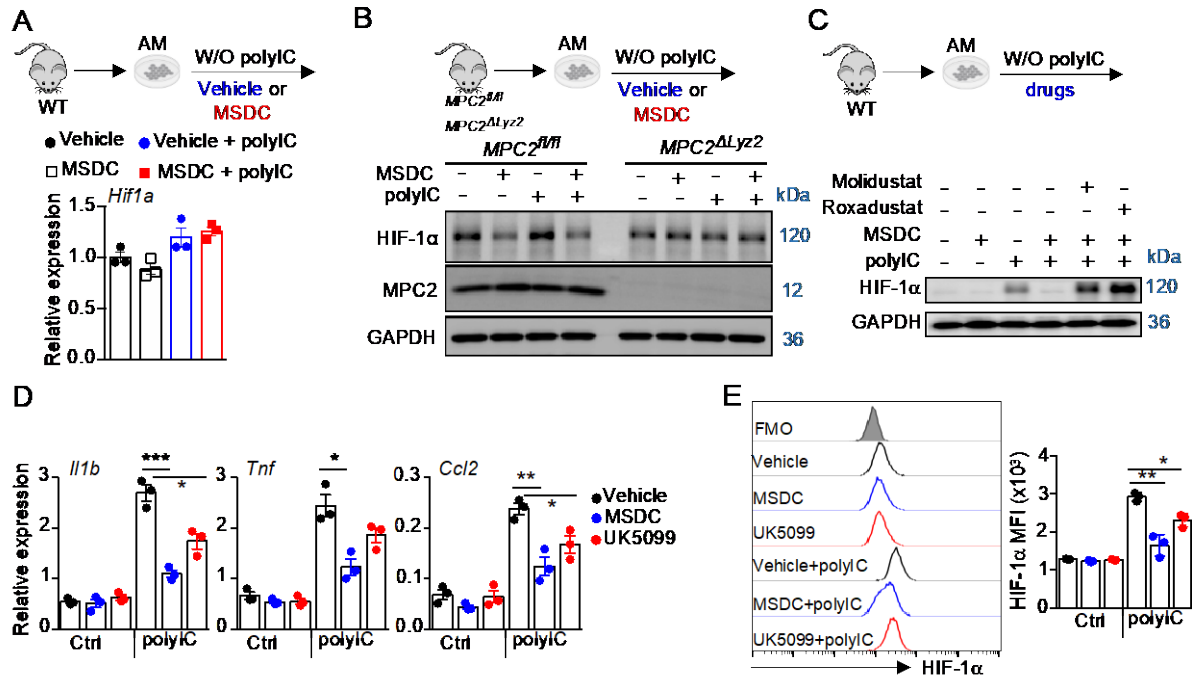 A
AM
W/O polyIC
Vehicle or
MSDC
WT
Vehicle
Vehicle + polyIC
MSDC
MSDC + polyIC
Hif1a
Relative expression
1.5
1.0
0.5
0.0
B
AM
W/O polyIC
Vehicle or
MSDC
MPC2fl/fl
MPC2ΔLyz2
MPC2fl/fl
MPC2ΔLyz2
MSDC - + - + - + - +
polyIC - - + + - - + + kDa
HIF-1α 120
MPC2 12
GAPDH 36
C
AM
W/O polyIC
drugs
WT
Molidustat - - - - + -
Roxadustat - - - - - +
MSDC - + - + + +
polyIC - - + + + + kDa
HIF-1α 120
GAPDH 36
D
Relative expression
Il1b
*** *
3
2
1
0
Ctrl polyIC
Tnf
*
3
2
1
0
Ctrl polyIC
Ccl2
** *
0.3
0.2
0.1
0.0
Ctrl polyIC
Vehicle
MSDC
UK5099
E
FMO
Vehicle
MSDC
UK5099
Vehicle+polyIC
MSDC+polyIC
UK5099+polyIC
HIF-1α
HIF-1α MFI (x10³)
4
3
2
1
0
** *
Ctrl polyIC